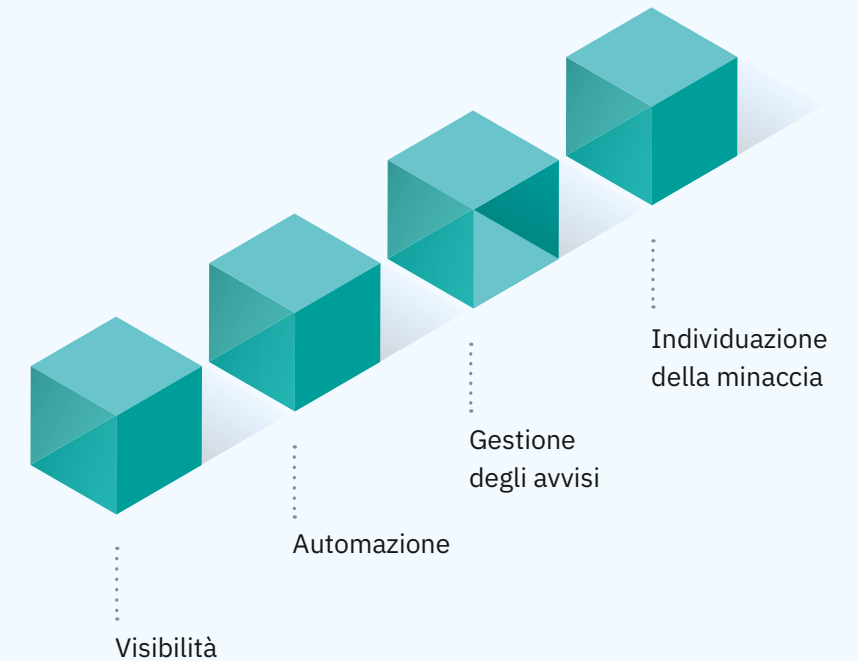 Individuazione
della minaccia
Gestione
degli avvisi
Automazione
Visibilità